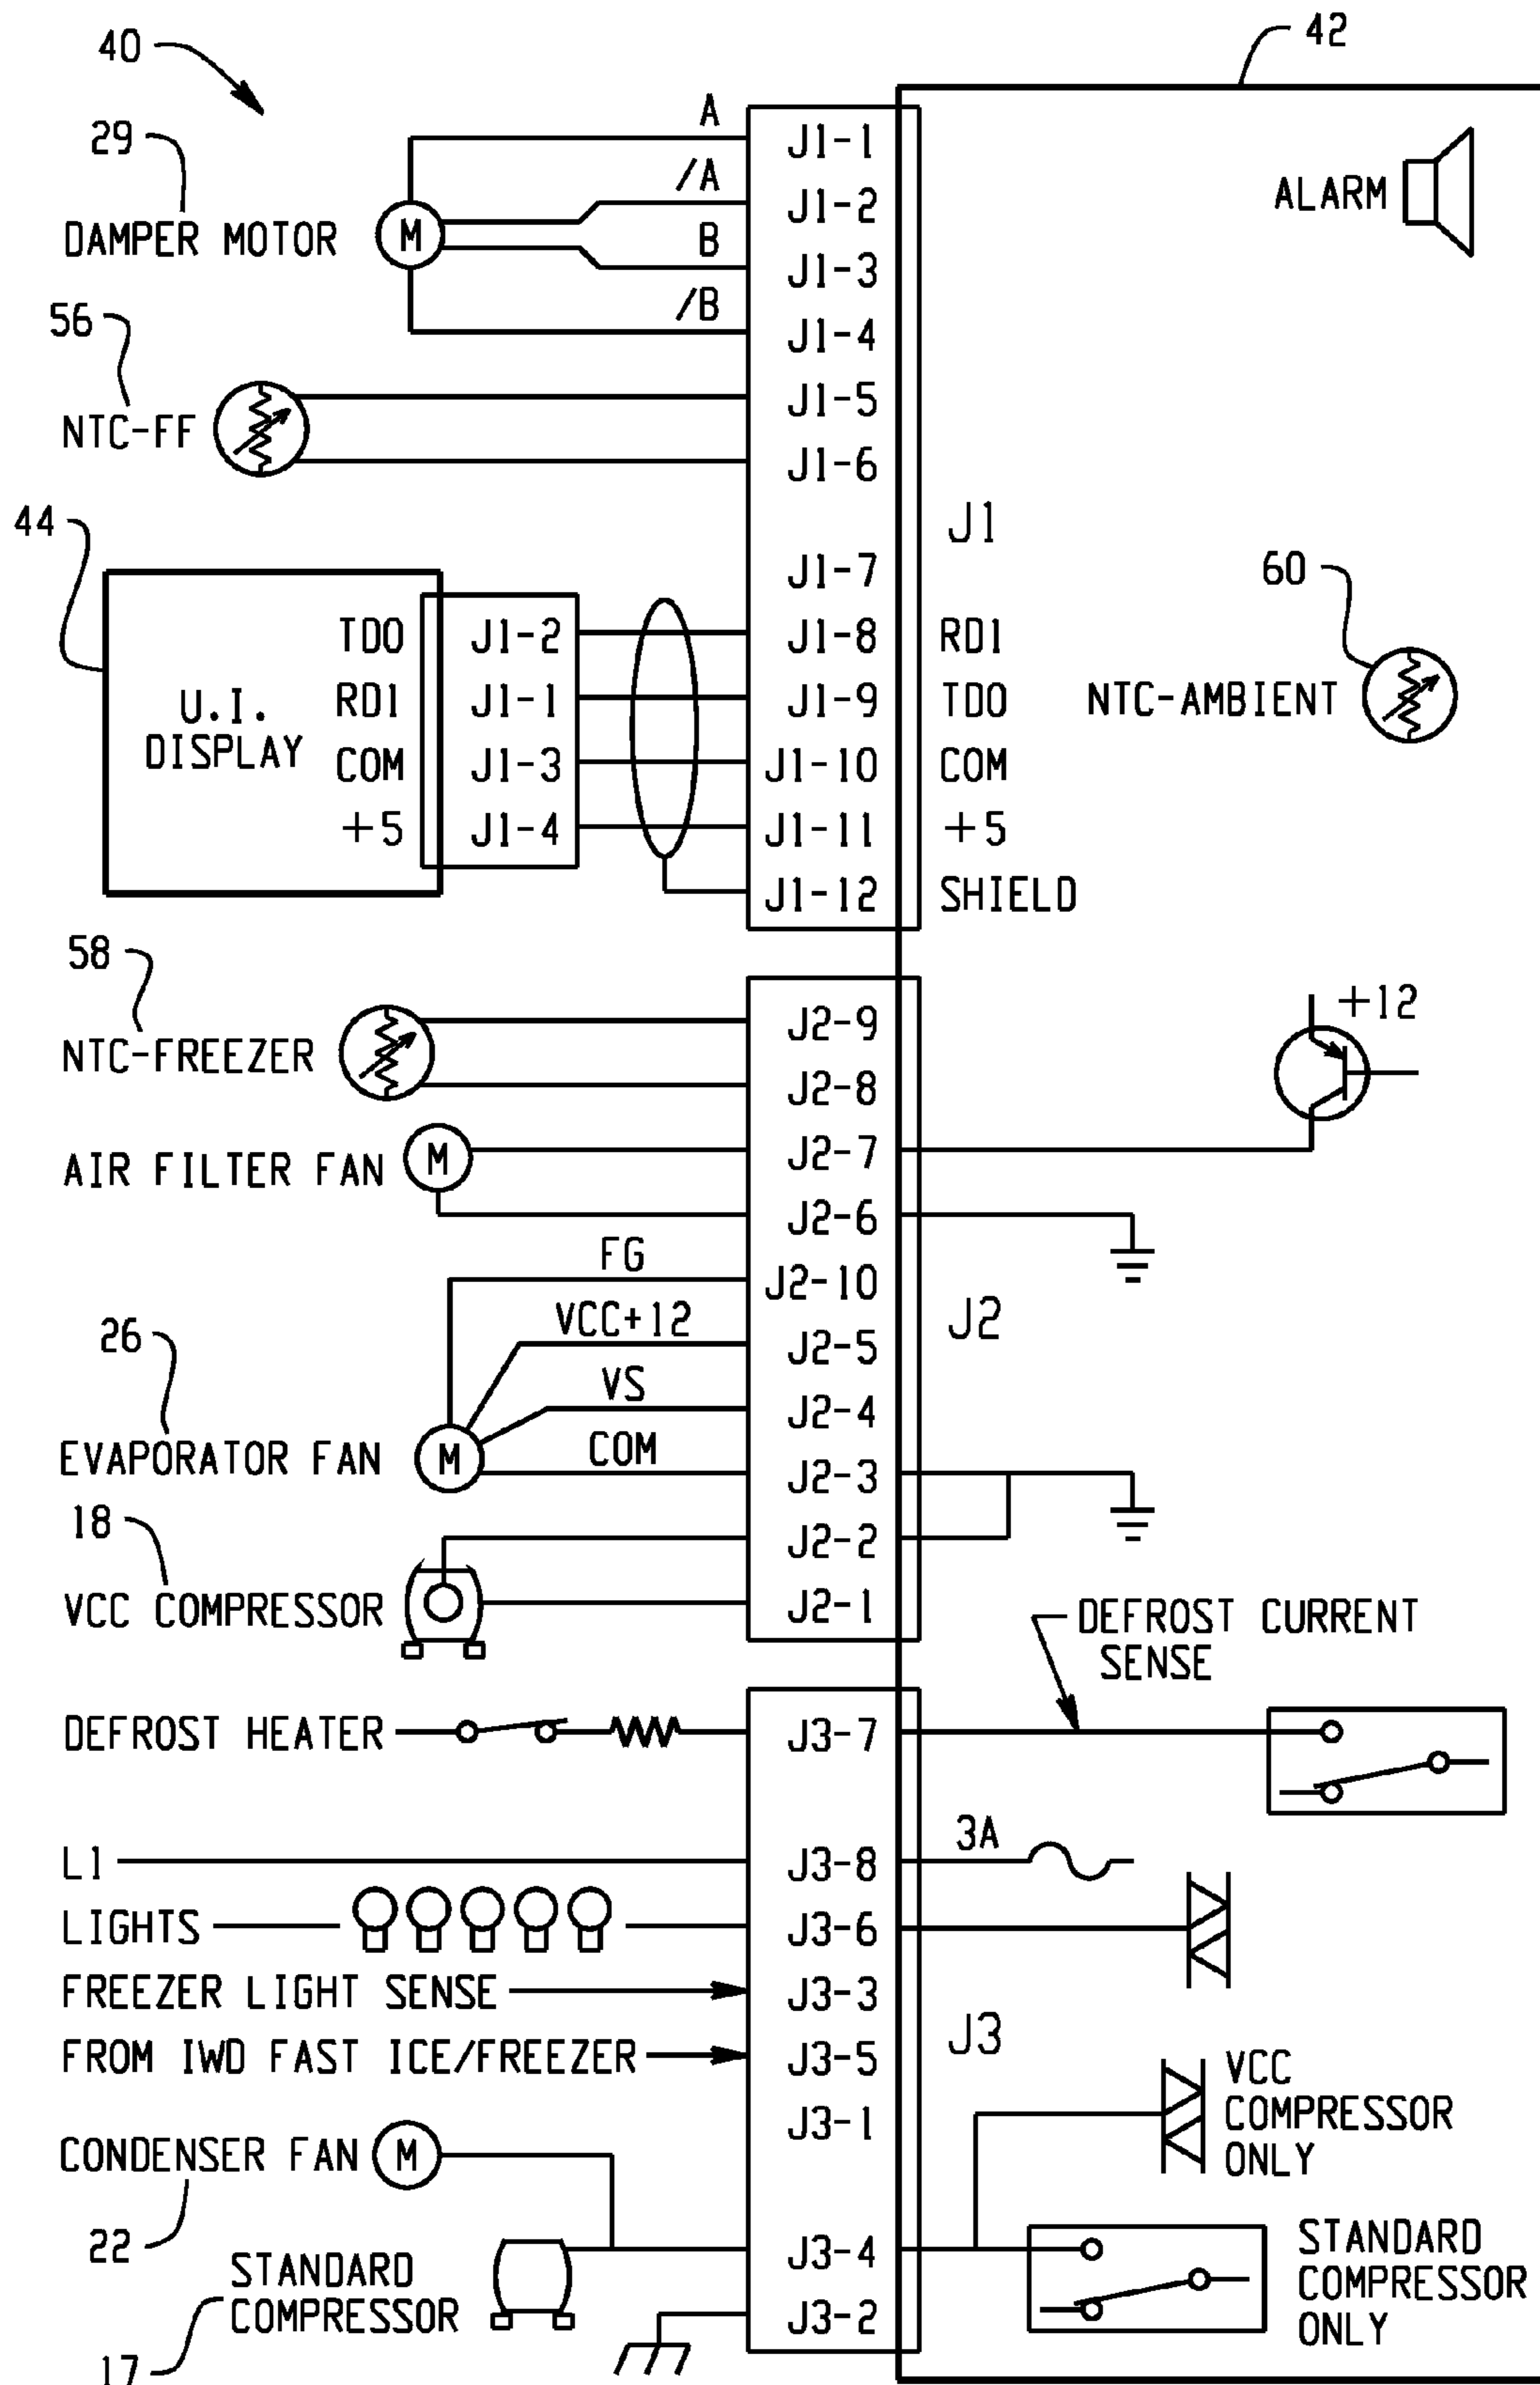 40
42
29
A
J1-1
/A
J1-2
ALARM
DAMPER MOTOR
M
B
J1-3
/B
J1-4
56
NTC-FF
J1-5
J1-6
44
J1
J1-7
60
TDO
J1-2
J1-8
RD1
U.I.
DISPLAY
RD1
J1-1
J1-9
TDO
NTC-AMBIENT
COM
J1-3
J1-10
COM
+5
J1-4
J1-11
+5
J1-12
SHIELD
58
NTC-FREEZER
J2-9
+12
J2-8
AIR FILTER FAN
M
J2-7
J2-6
FG
J2-10
J2
26
VCC+12
J2-5
VS
J2-4
EVAPORATOR FAN
M
COM
J2-3
18
J2-2
VCC COMPRESSOR
J2-1
DEFROST CURRENT
SENSE
DEFROST HEATER
J3-7
L1
J3-8
3A
LIGHTS
J3-6
FREEZER LIGHT SENSE
J3-3
FROM IWD FAST ICE/FREEZER
J3-5
J3
J3-1
VCC
COMPRESSOR
ONLY
CONDENSER FAN
M
22
J3-4
STANDARD
COMPRESSOR
ONLY
STANDARD
COMPRESSOR
J3-2
17